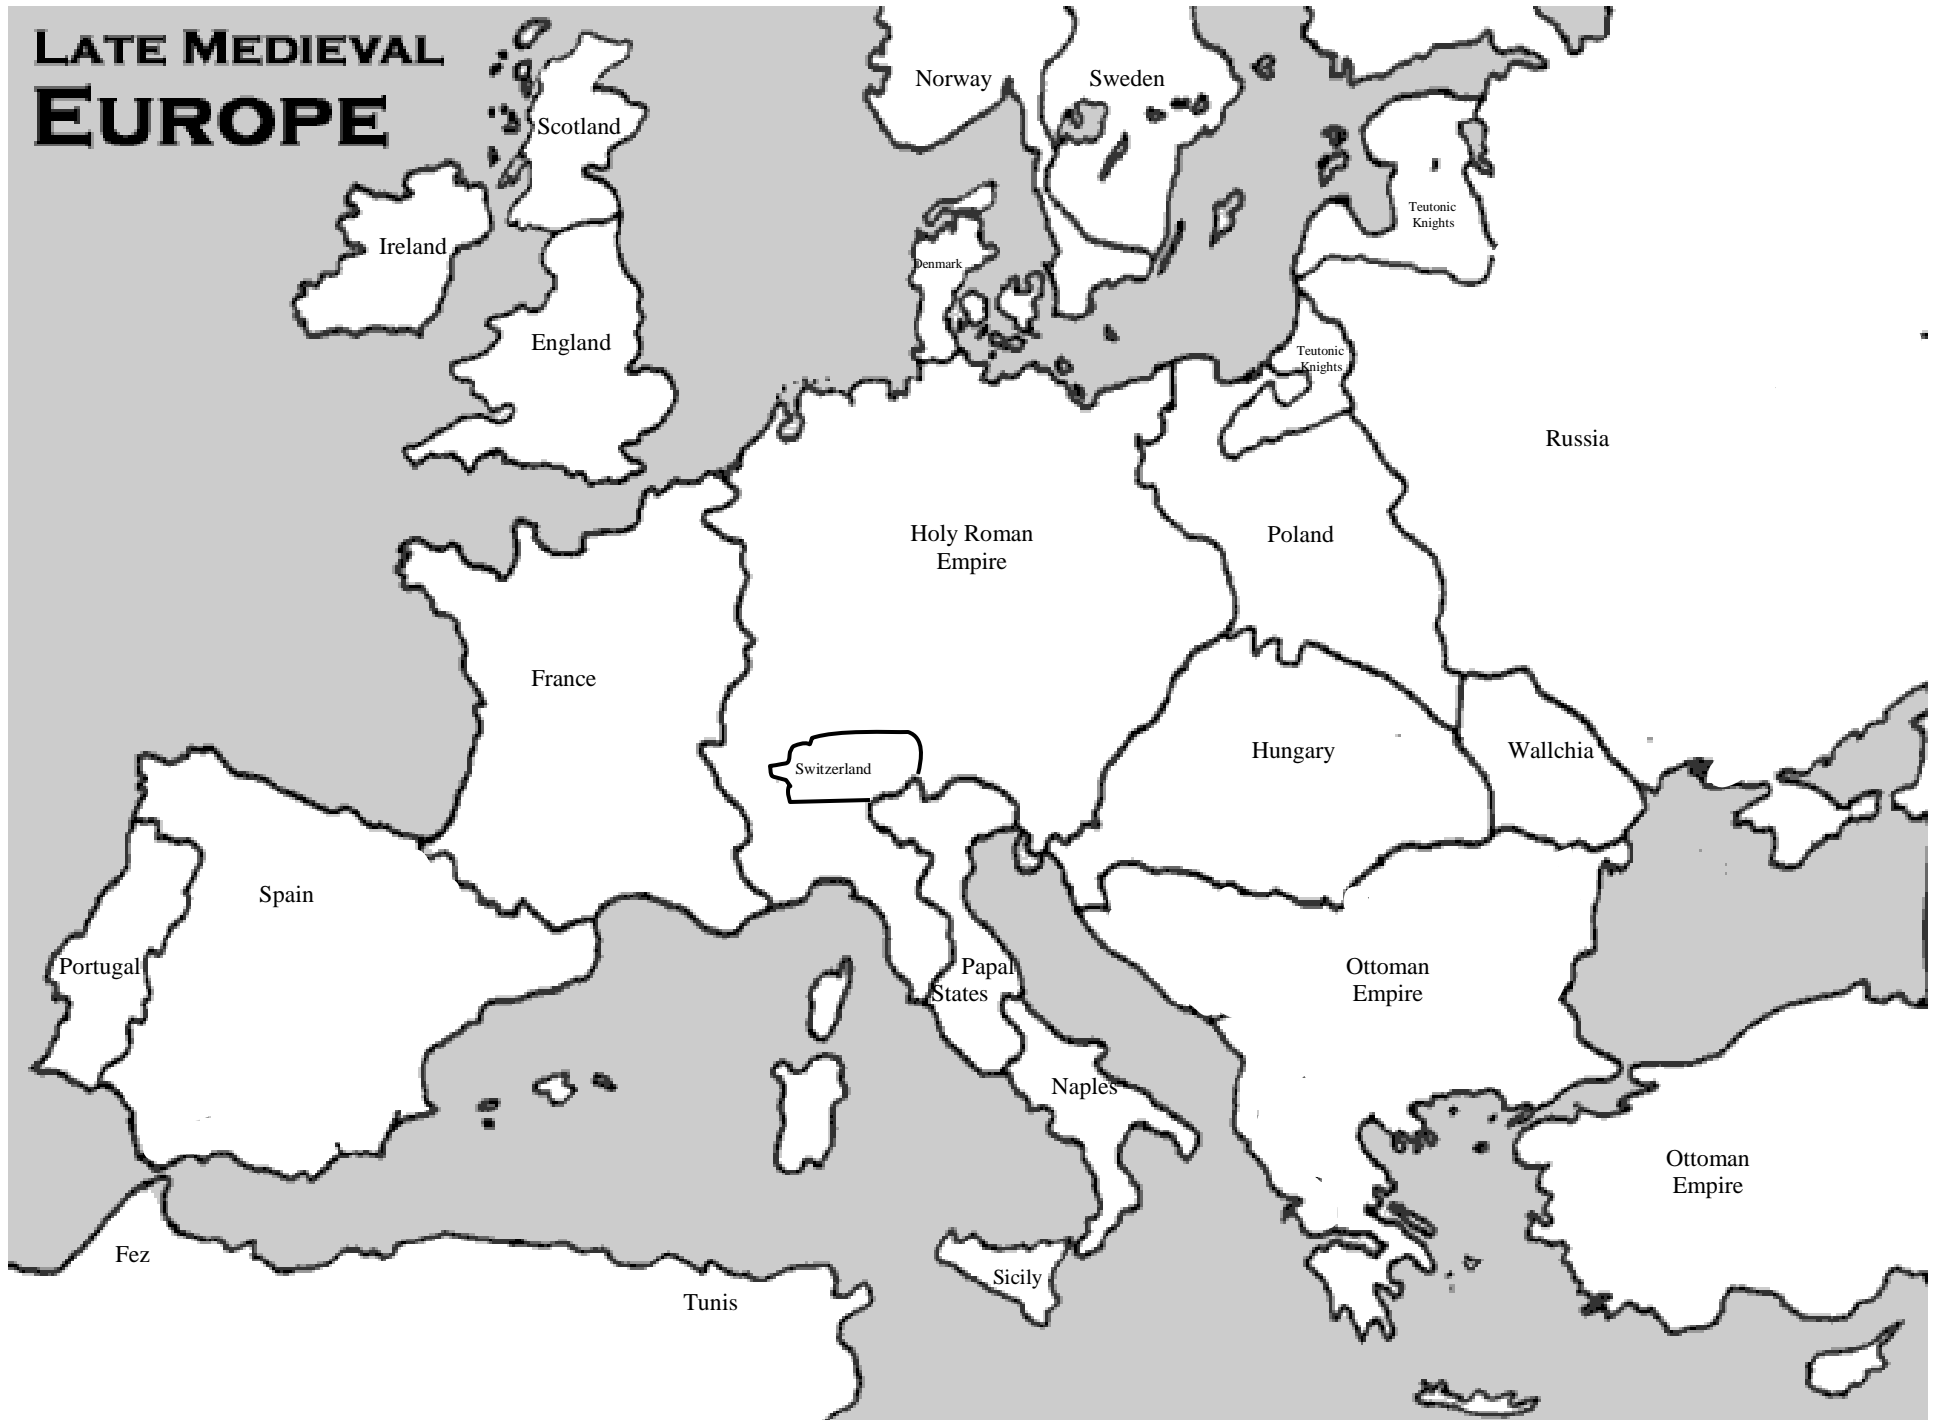 LATE MEDIEVAL
EUROPE
Norway
Sweden
Scotland
Teutonic
Knights
Ireland
Denmark
England
Teutonic
Knights
Russia
Holy Roman
Empire
Poland
France
Hungary
Wallchia
Switzerland
Spain
Portugal
Papal
States
Ottoman
Empire
Naples
Ottoman
Empire
Fez
Sicily
Tunis